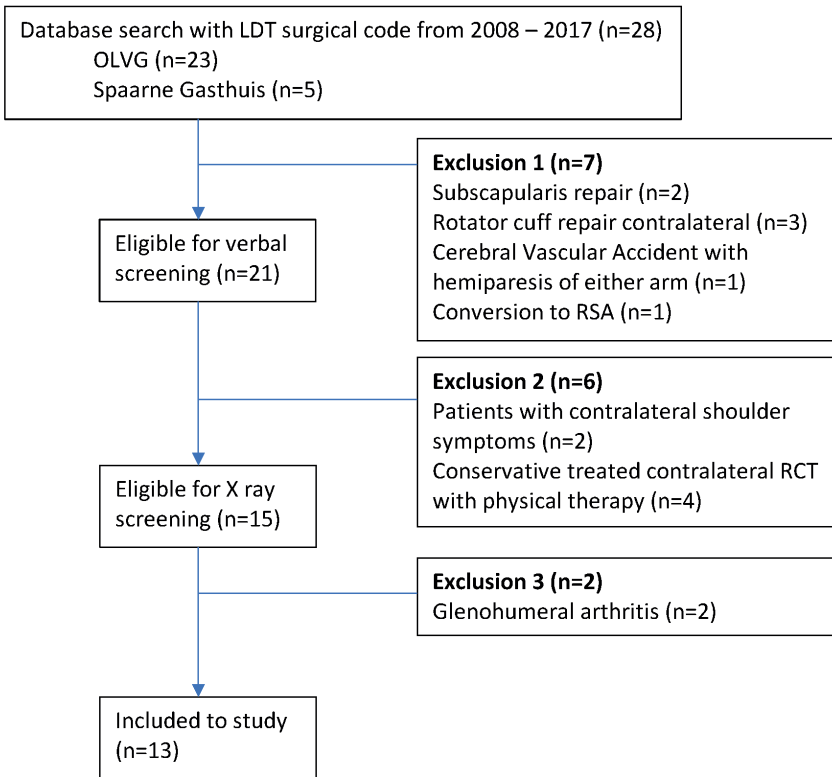 Database search with LDT surgical code from 2008 – 2017 (n=28)
OLVG (n=23)
Spaarne Gasthuis (n=5)
Exclusion 1 (n=7)
Subscapularis repair (n=2)
Rotator cuff repair contralateral (n=3)
Cerebral Vascular Accident with
hemiparesis of either arm (n=1)
Conversion to RSA (n=1)
Eligible for verbal
screening (n=21)
Exclusion 2 (n=6)
Patients with contralateral shoulder
symptoms (n=2)
Conservative treated contralateral RCT
with physical therapy (n=4)
Eligible for X ray
screening (n=15)
Exclusion 3 (n=2)
Glenohumeral arthritis (n=2)
Included to study
(n=13)